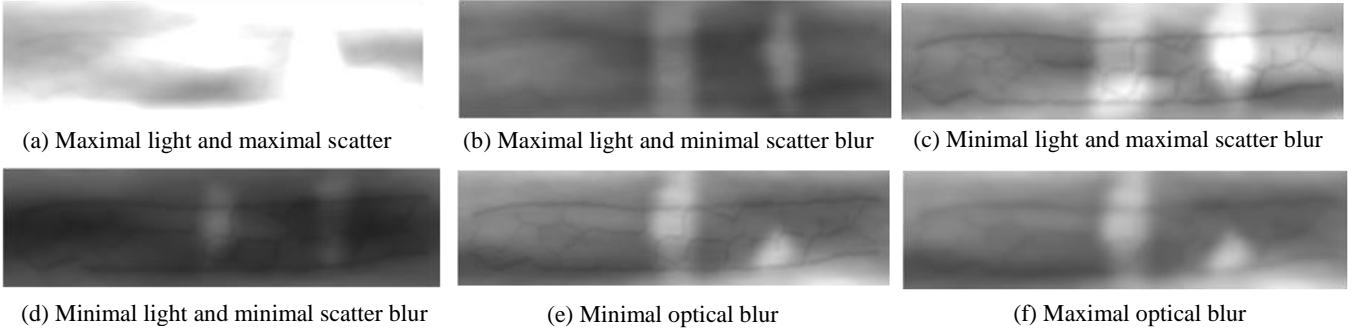 (a) Maximal light and maximal scatter
(b) Maximal light and minimal scatter blur
(c) Minimal light and maximal scatter blur
(d) Minimal light and minimal scatter blur
(e) Minimal optical blur
(f) Maximal optical blur